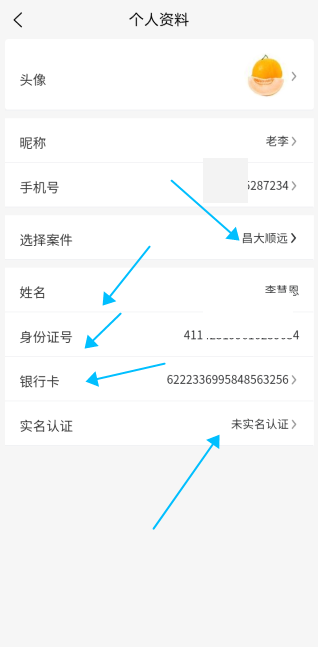 个人资料
头像
昵称 老李
手机号 5287234
选择案件 昌大顺远
姓名
身份证号 411
银行卡 6222336995848563256
实名认证 未实名认证